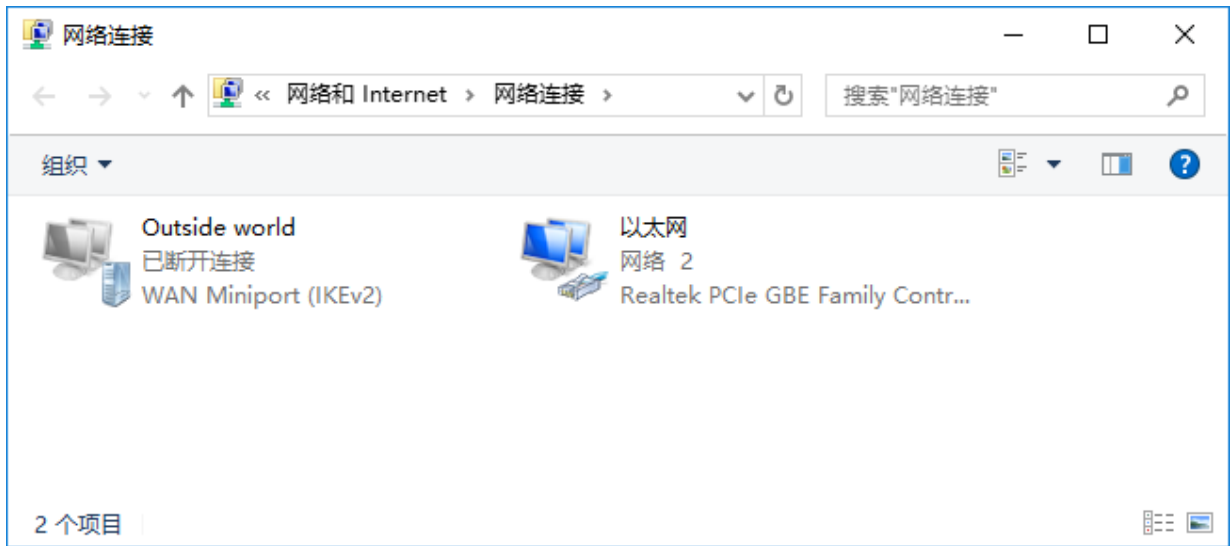 网络连接
« 网络和 Internet › 网络连接 ›
搜索"网络连接"
组织
Outside world
已断开连接
WAN Miniport (IKEv2)
以太网
网络 2
Realtek PCIe GBE Family Contr...
2 个项目